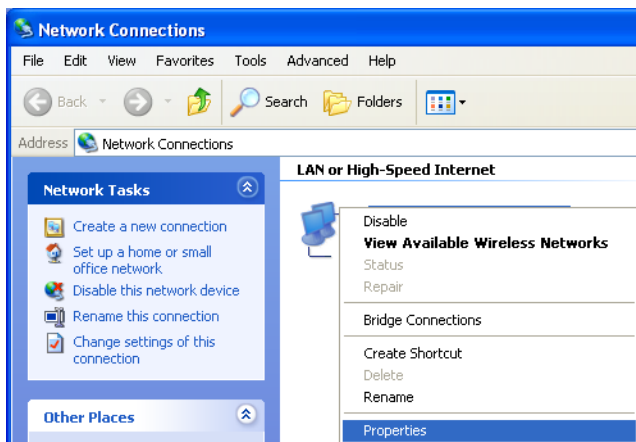 Network Connections
File Edit View Favorites Tools Advanced Help
Back Search Folders
Address Network Connections
Network Tasks
Create a new connection
Set up a home or small
office network
Disable this network device
Rename this connection
Change settings of this
connection
Other Places
LAN or High-Speed Internet
Disable
View Available Wireless Networks
Status
Repair
Bridge Connections
Create Shortcut
Delete
Rename
Properties